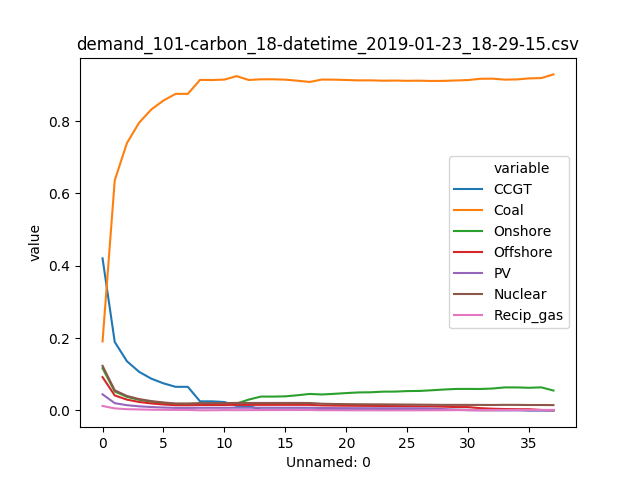 demand_101-carbon_18-datetime_2019-01-23_18-29-15.csv
value
0.8
0.6
0.4
0.2
0.0
variable
CCGT
Coal
Onshore
Offshore
PV
Nuclear
Recip_gas
0 5 10 15 20 25 30 35
Unnamed: 0